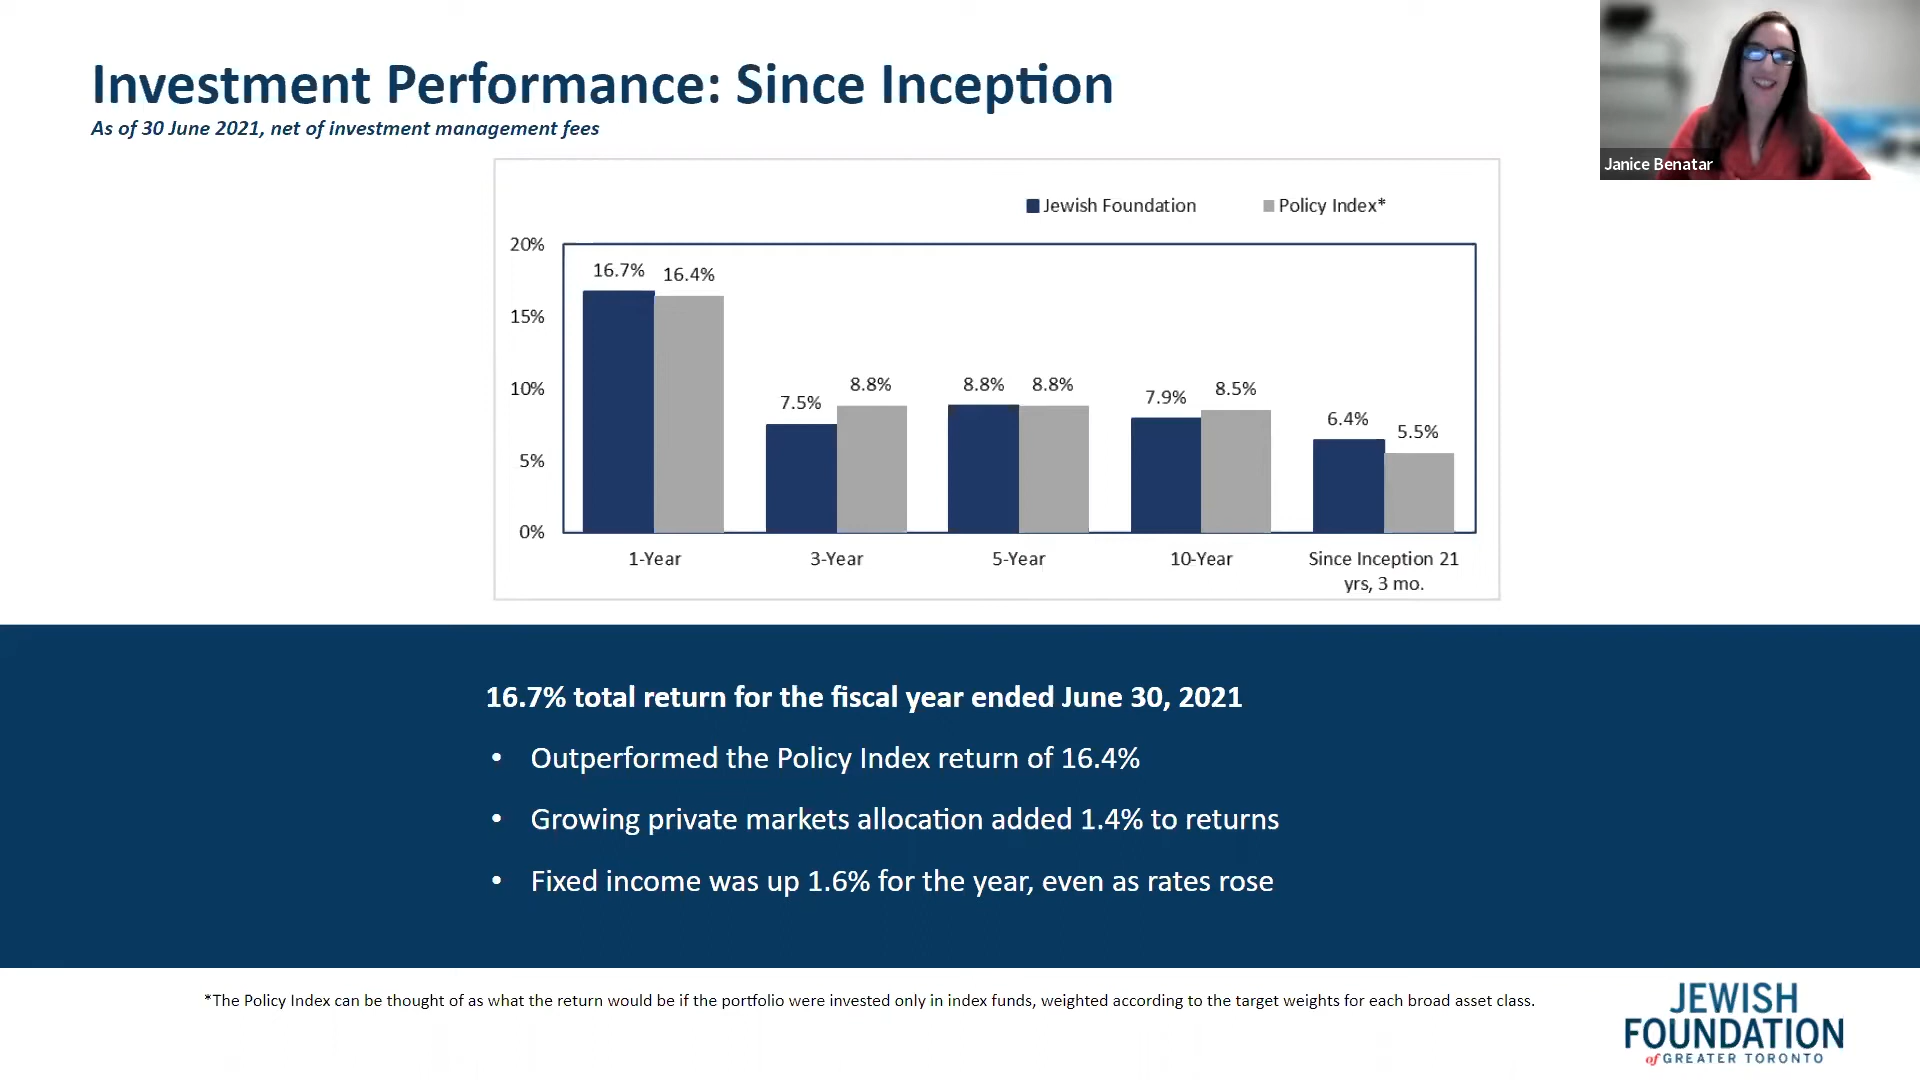 Investment Performance: Since Inception
As of 30 June 2021, net of investment management fees
Janice Benatar
Jewish Foundation
Policy Index*
20%
15%
10%
5%
0%
16.7%
16.4%
7.5%
8.8%
8.8%
8.8%
7.9%
8.5%
6.4%
5.5%
1-Year
3-Year
5-Year
10-Year
Since Inception 21
yrs, 3 mo.
16.7% total return for the fiscal year ended June 30, 2021
• Outperformed the Policy Index return of 16.4%
• Growing private markets allocation added 1.4% to returns
• Fixed income was up 1.6% for the year, even as rates rose
*The Policy Index can be thought of as what the return would be if the portfolio were invested only in index funds, weighted according to the target weights for each broad asset class.
JEWISH
FOUNDATION
of GREATER TORONTO